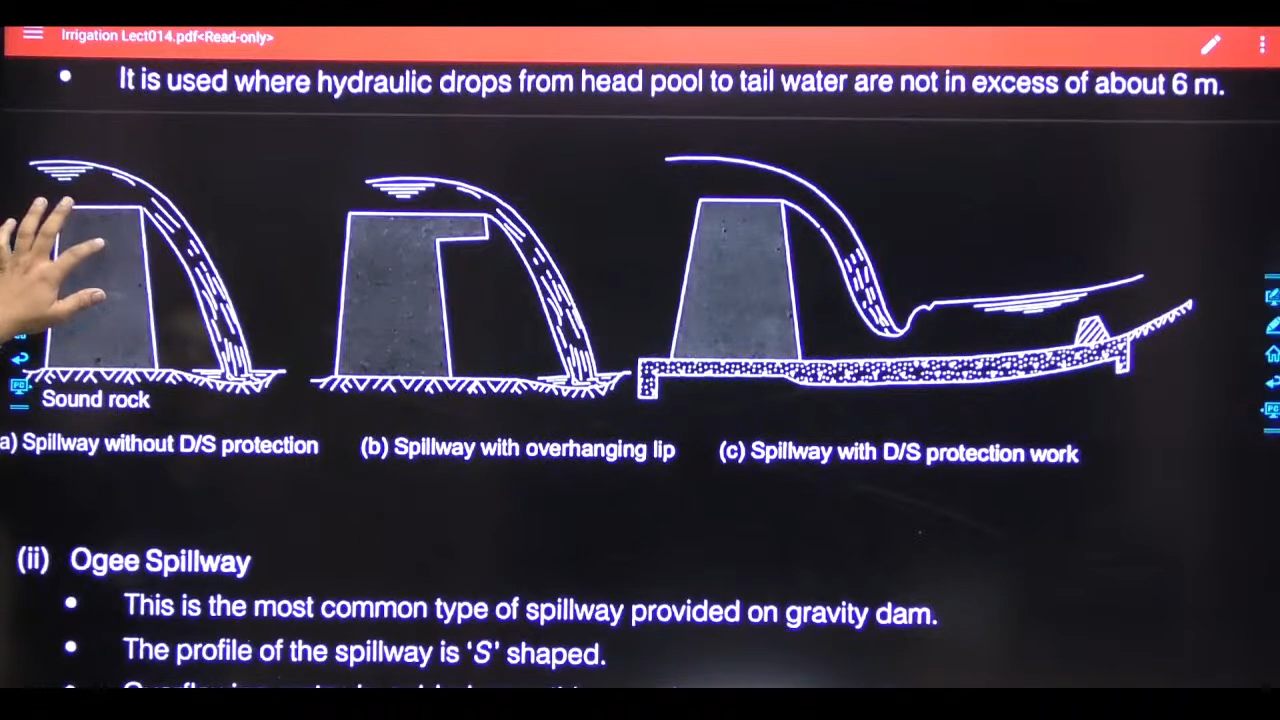 Irrigation Lect014.pdf<Read-only>
• It is used where hydraulic drops from head pool to tail water are not in excess of about 6 m.
Sound rock
a) Spillway without D/S protection (b) Spillway with overhanging lip (c) Spillway with D/S protection work
(ii) Ogee Spillway
• This is the most common type of spillway provided on gravity dam.
• The profile of the spillway is 'S' shaped.